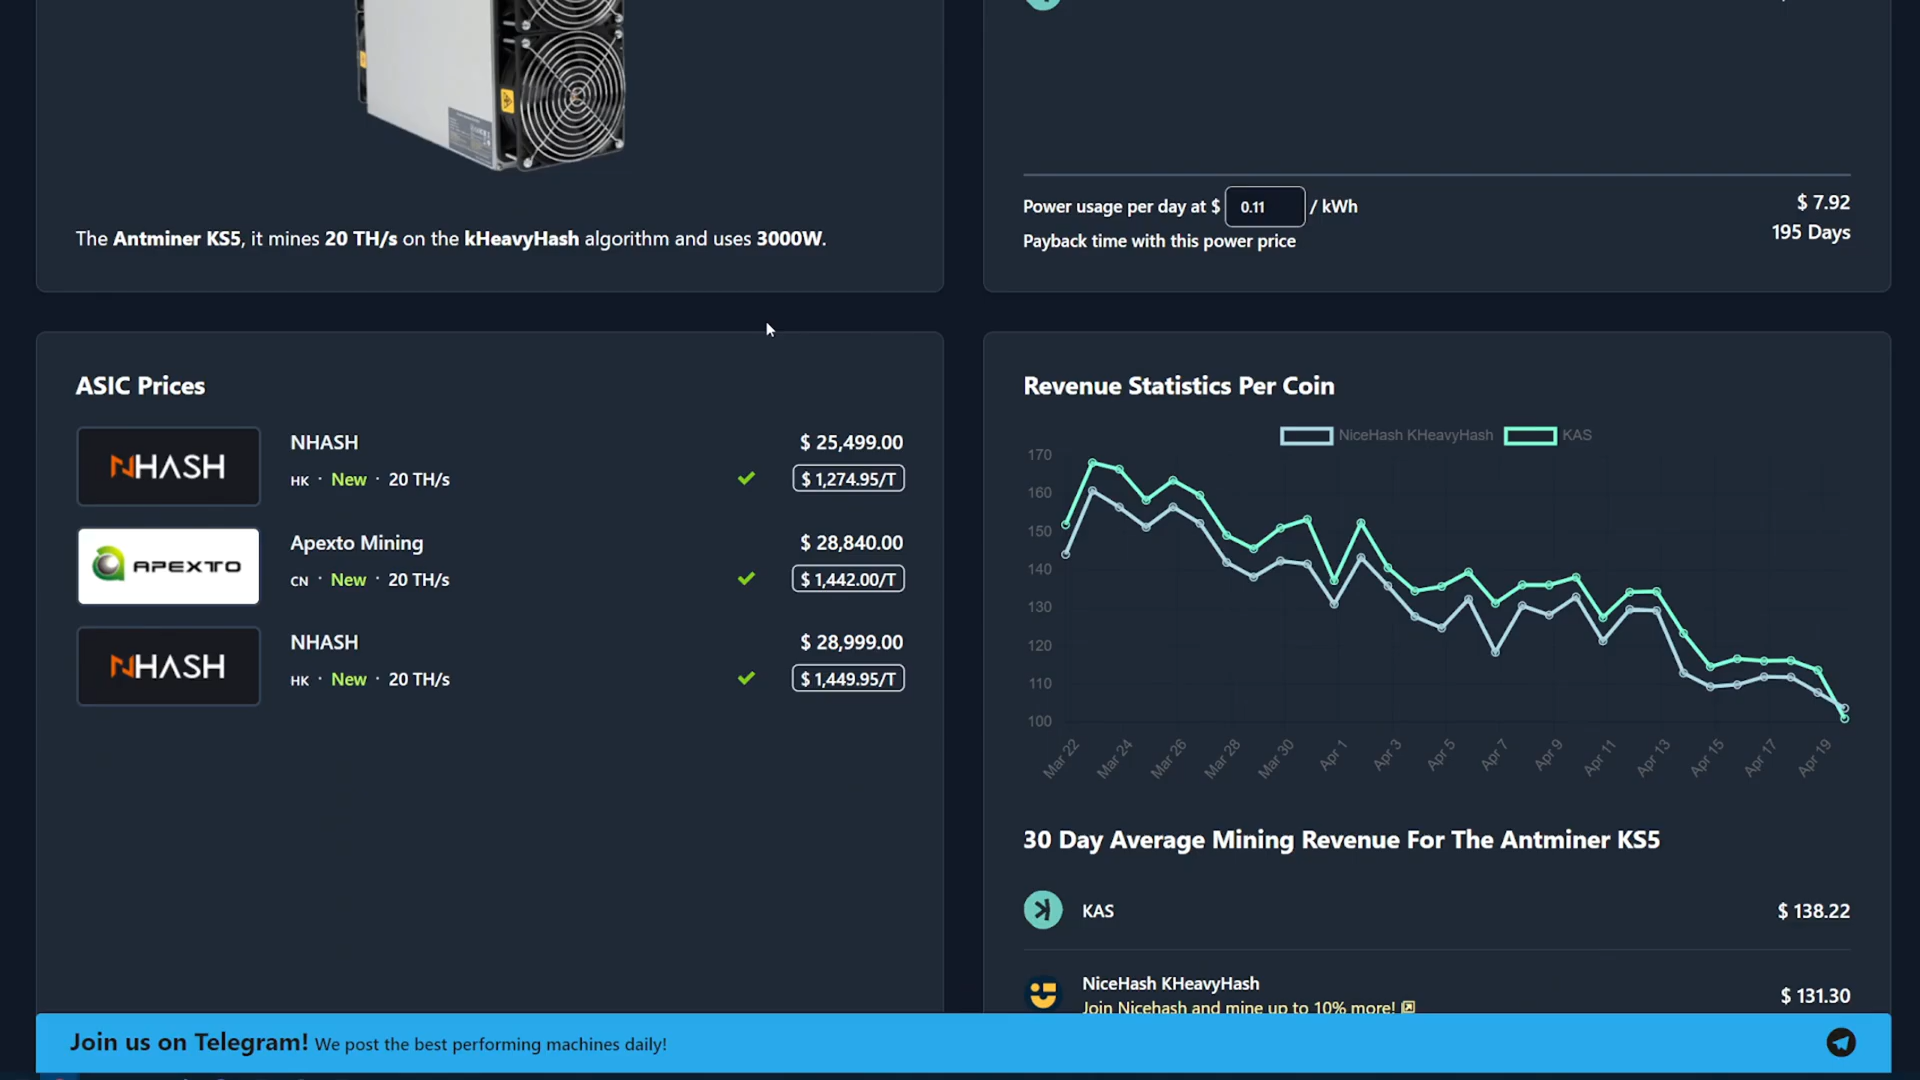 The Antminer KS5, it mines 20 TH/s on the kHeavyHash algorithm and uses 3000W.
Power usage per day at $ 0.11 / kWh
$ 7.92
Payback time with this power price
195 Days
ASIC Prices
NHASH
NHASH
$ 25,499.00
HK · New · 20 TH/s
$ 1,274.95/T
APEXTO
Apexto Mining
$ 28,840.00
CN · New · 20 TH/s
$ 1,442.00/T
NHASH
NHASH
$ 28,999.00
HK · New · 20 TH/s
$ 1,449.95/T
Revenue Statistics Per Coin
NiceHash KHeavyHash
KAS
170
160
150
140
130
120
110
100
Mar 22
Mar 24
Mar 26
Mar 28
Mar 30
Apr 1
Apr 3
Apr 5
Apr 7
Apr 9
Apr 11
Apr 13
Apr 15
Apr 17
Apr 19
30 Day Average Mining Revenue For The Antminer KS5
KAS
$ 138.22
NiceHash KHeavyHash
Join Nicehash and mine up to 10% more!
$ 131.30
Join us on Telegram! We post the best performing machines daily!